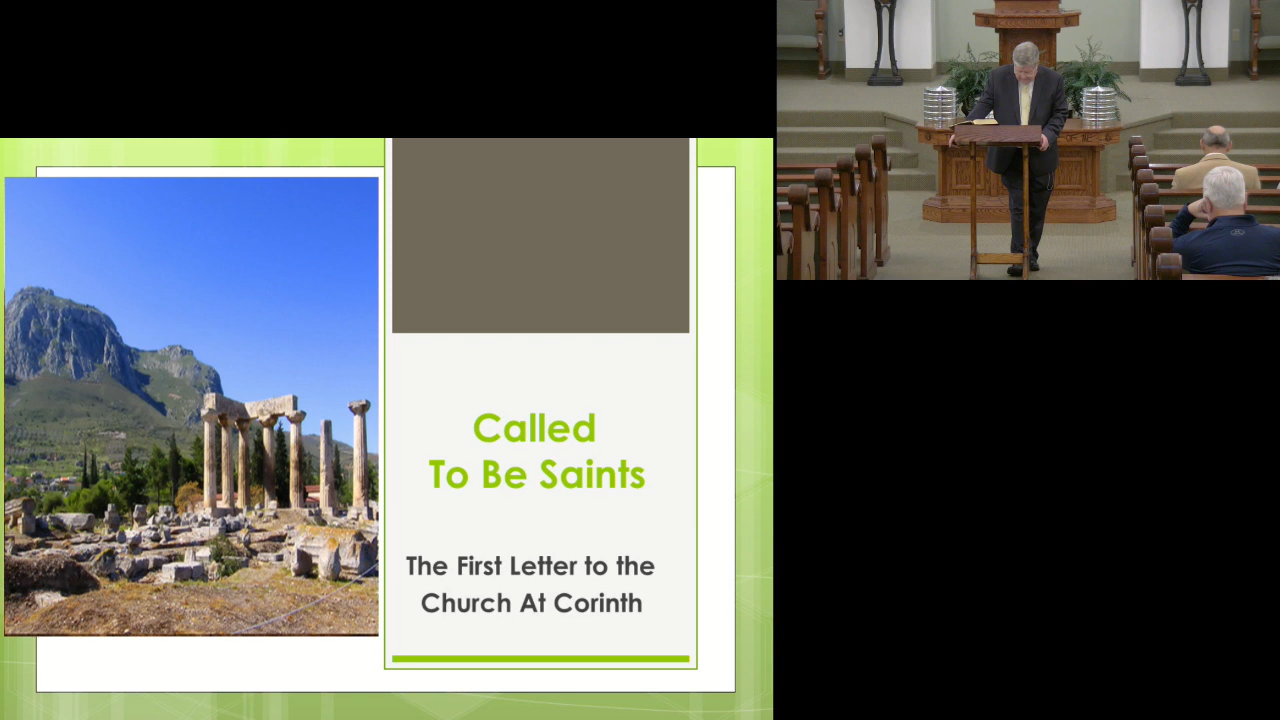 Called
To Be Saints
The First Letter to the
Church At Corinth